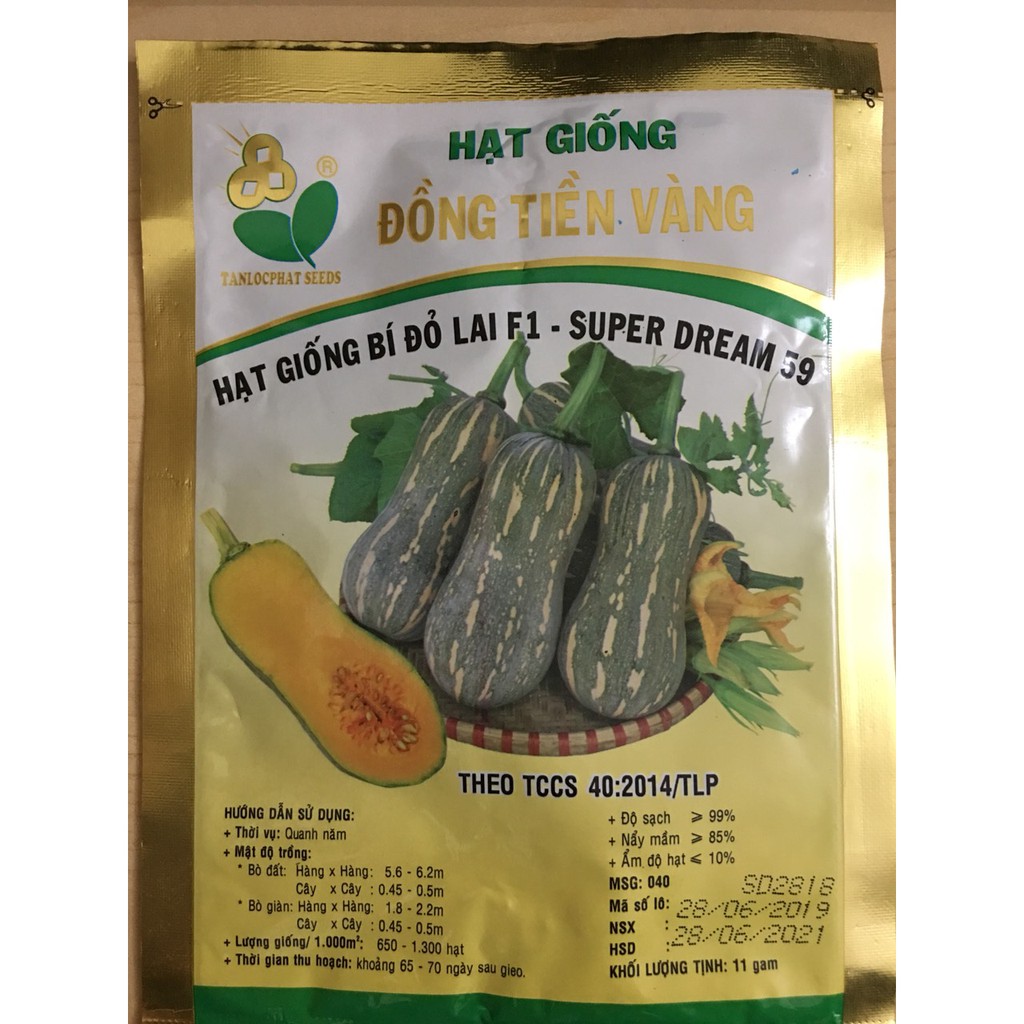 HẠT GIỐNG
ĐỒNG TIỀN VÀNG
®
TANLOCPHAT SEEDS
HẠT GIỐNG BÍ ĐỎ LAI F1 - SUPER DREAM 59
THEO TCCS 40:2014/TLP
HƯỚNG DẪN SỬ DỤNG:
+ Thời vụ: Quanh năm
+ Mật độ trồng:
* Bò đất: Hàng x Hàng: 5.6 - 6.2m
Cây x Cây : 0.45 - 0.5m
* Bò giàn: Hàng x Hàng: 1.8 - 2.2m
Cây x Cây : 0.45 - 0.5m
+ Lượng giống/ 1.000m²: 650 - 1.300 hạt
+ Thời gian thu hoạch: khoảng 65 - 70 ngày sau gieo.
+ Độ sạch ⩾ 99%
+ Nẩy mầm ⩾ 85%
+ Ẩm độ hạt ⩽ 10%
MSG: 040
Mã số lô: SD2818
NSX : 28/06/2019
HSD : 28/06/2021
KHỐI LƯỢNG TỊNH: 11 gam